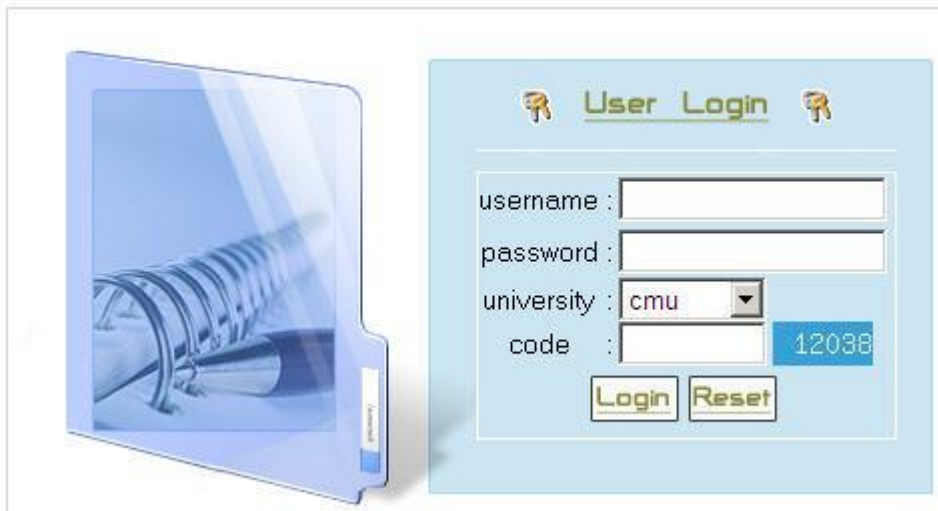 User Login
username :
password :
university : cmu
code : 12038
Login Reset